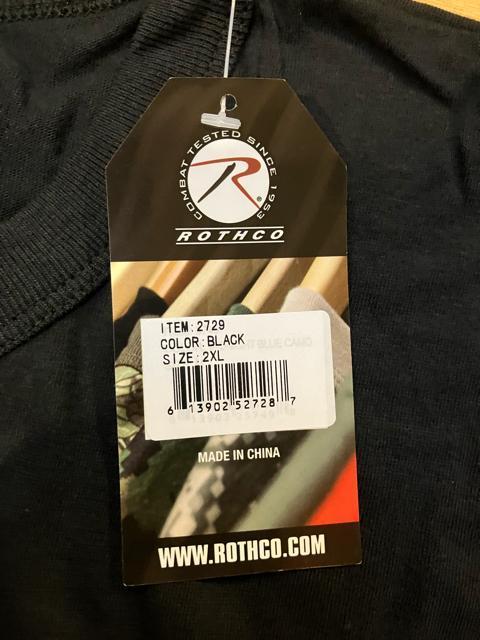 COMBAT TESTED SINCE 1953
R
®
ROTHCO
ITEM:2729
COLOR:BLACK
SIZE:2XL
6 13902 52728 7
MADE IN CHINA
WWW.ROTHCO.COM